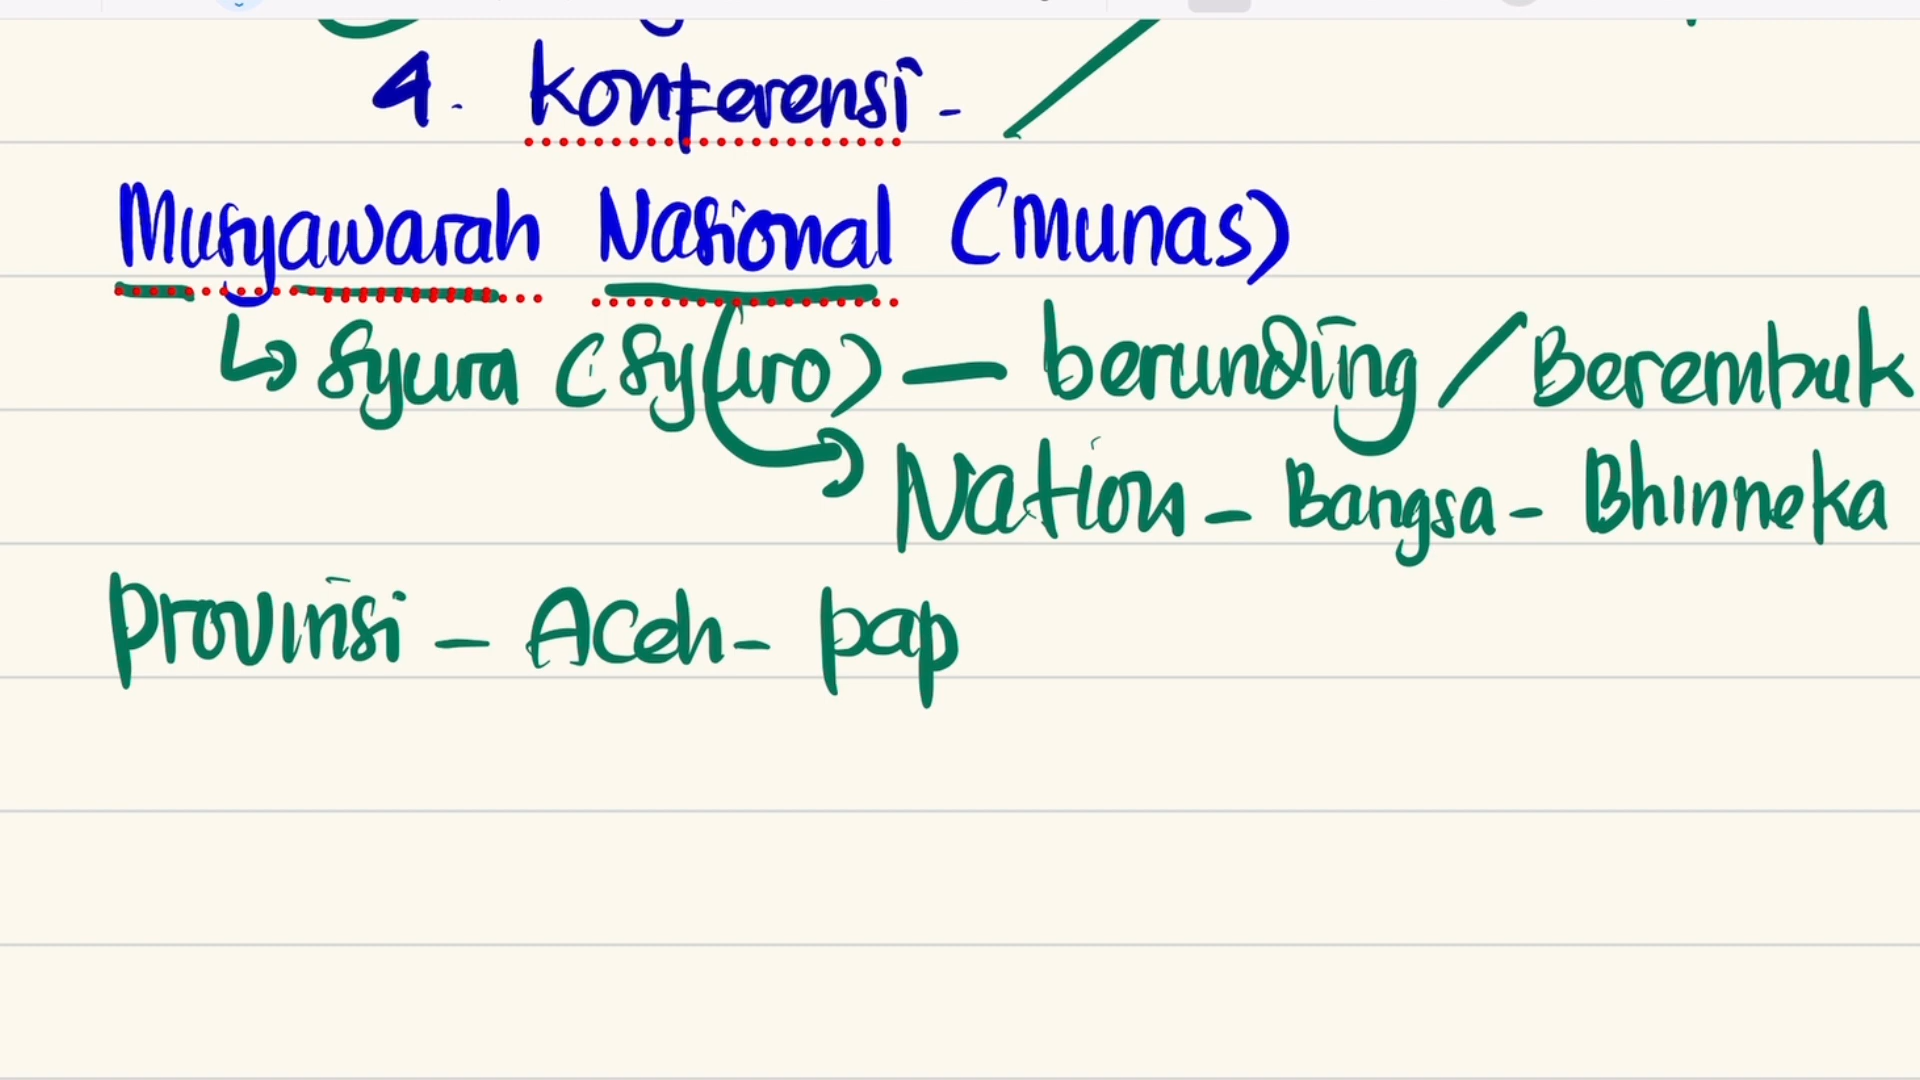 4. Konferensi -
Musyawarah Nasional (Munas)
↳ Syura (Syuro) — berunding / Berembuk
Nation - Bangsa - Bhinneka
Provinsi - Aceh - pap